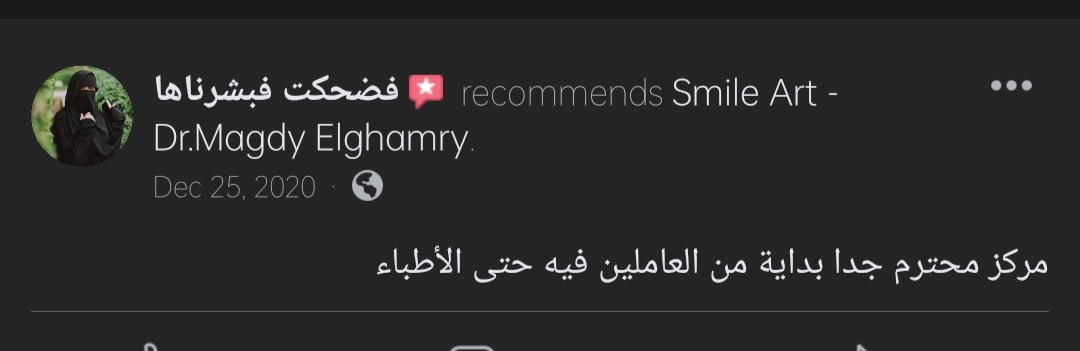 فضحكت فبشرناها recommends Smile Art -
Dr.Magdy Elghamry.
Dec 25, 2020 ·
مركز محترم جدا بداية من العاملين فيه حتى الأطباء